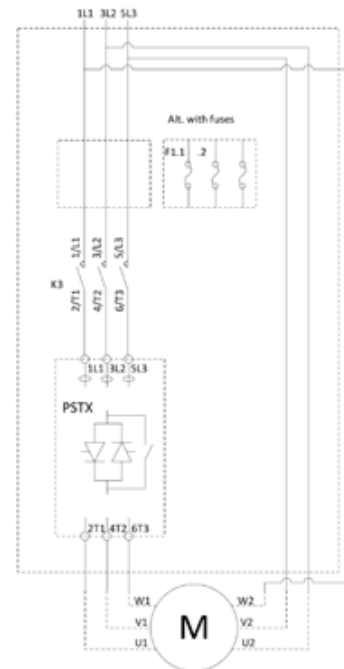 1L1 3L2 5L3
Alt. with fuses
F1.1 .2
1/L1 3/L2 5/L3
K3
2/T1 4/T2 6/T3
1L1 3L2 5L3
PSTX
2T1 4T2 6T3
W1 W2
M
V1 V2
U1 U2